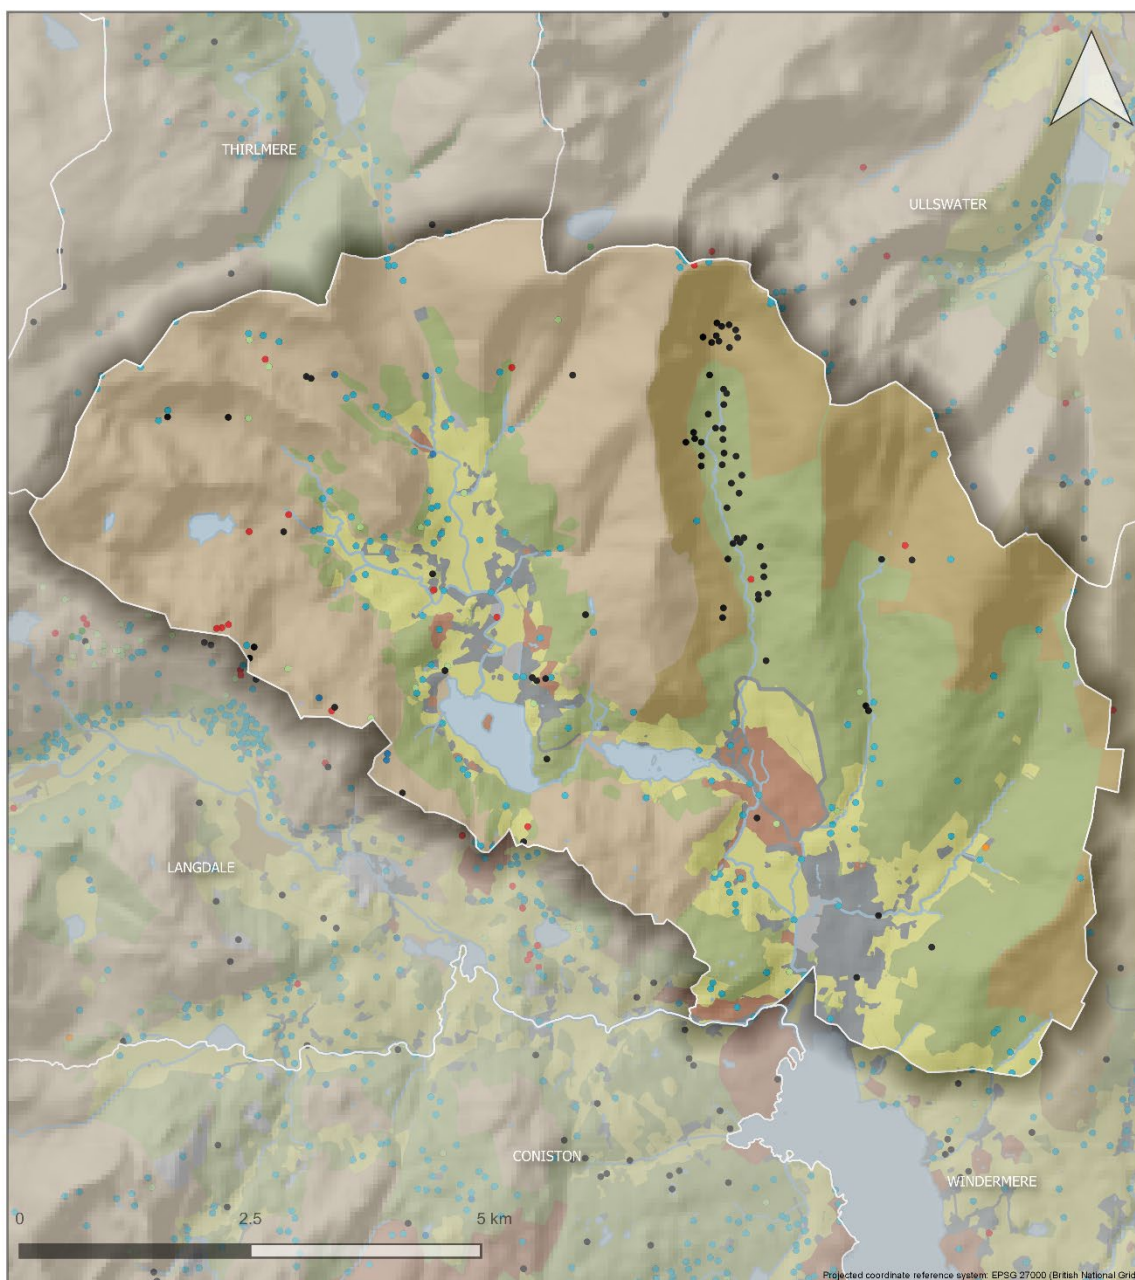 THIRLMERE
ULLSWATER
LANGDALE
CONISTON
WINDERMERE
0 2.5 5 km
Projected coordinate reference system: EPSG 27000 (British National Grid